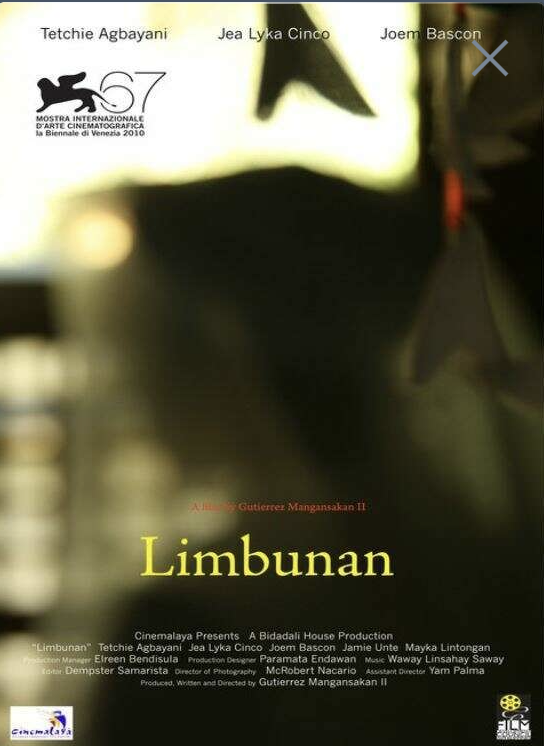 Tetchie Agbayani Jea Lyka Cinco Joem Bascon
67
MOSTRA INTERNAZIONALE
D'ARTE CINEMATOGRAFICA
la Biennale di Venezia 2010
A film by Gutierrez Mangansakan II
Limbunan
Cinemalaya Presents A Bidadali House Production
"Limbunan" Tetchie Agbayani Jea Lyka Cinco Joem Bascon Jamie Unte Mayka Lintongan
Production Manager Elreen Bendisula Production Designer Paramata Endawan Music Waway Linsahay Saway
Editor Dempster Samarista Director of Photography McRobert Nacario Assistant Director Yam Palma
Produced, Written and Directed by Gutierrez Mangansakan II
Cinemalaya
FILM